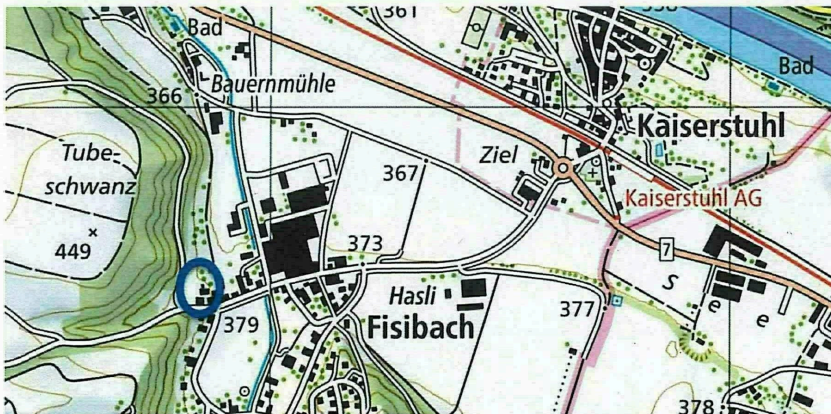 361
Bad
Bad
Bauernmühle
366
Kaiserstuhl
Tube-
schwanz
367
Ziel
Kaiserstuhl AG
449
373
7
S e e
Hasli
377
379
Fisibach
378